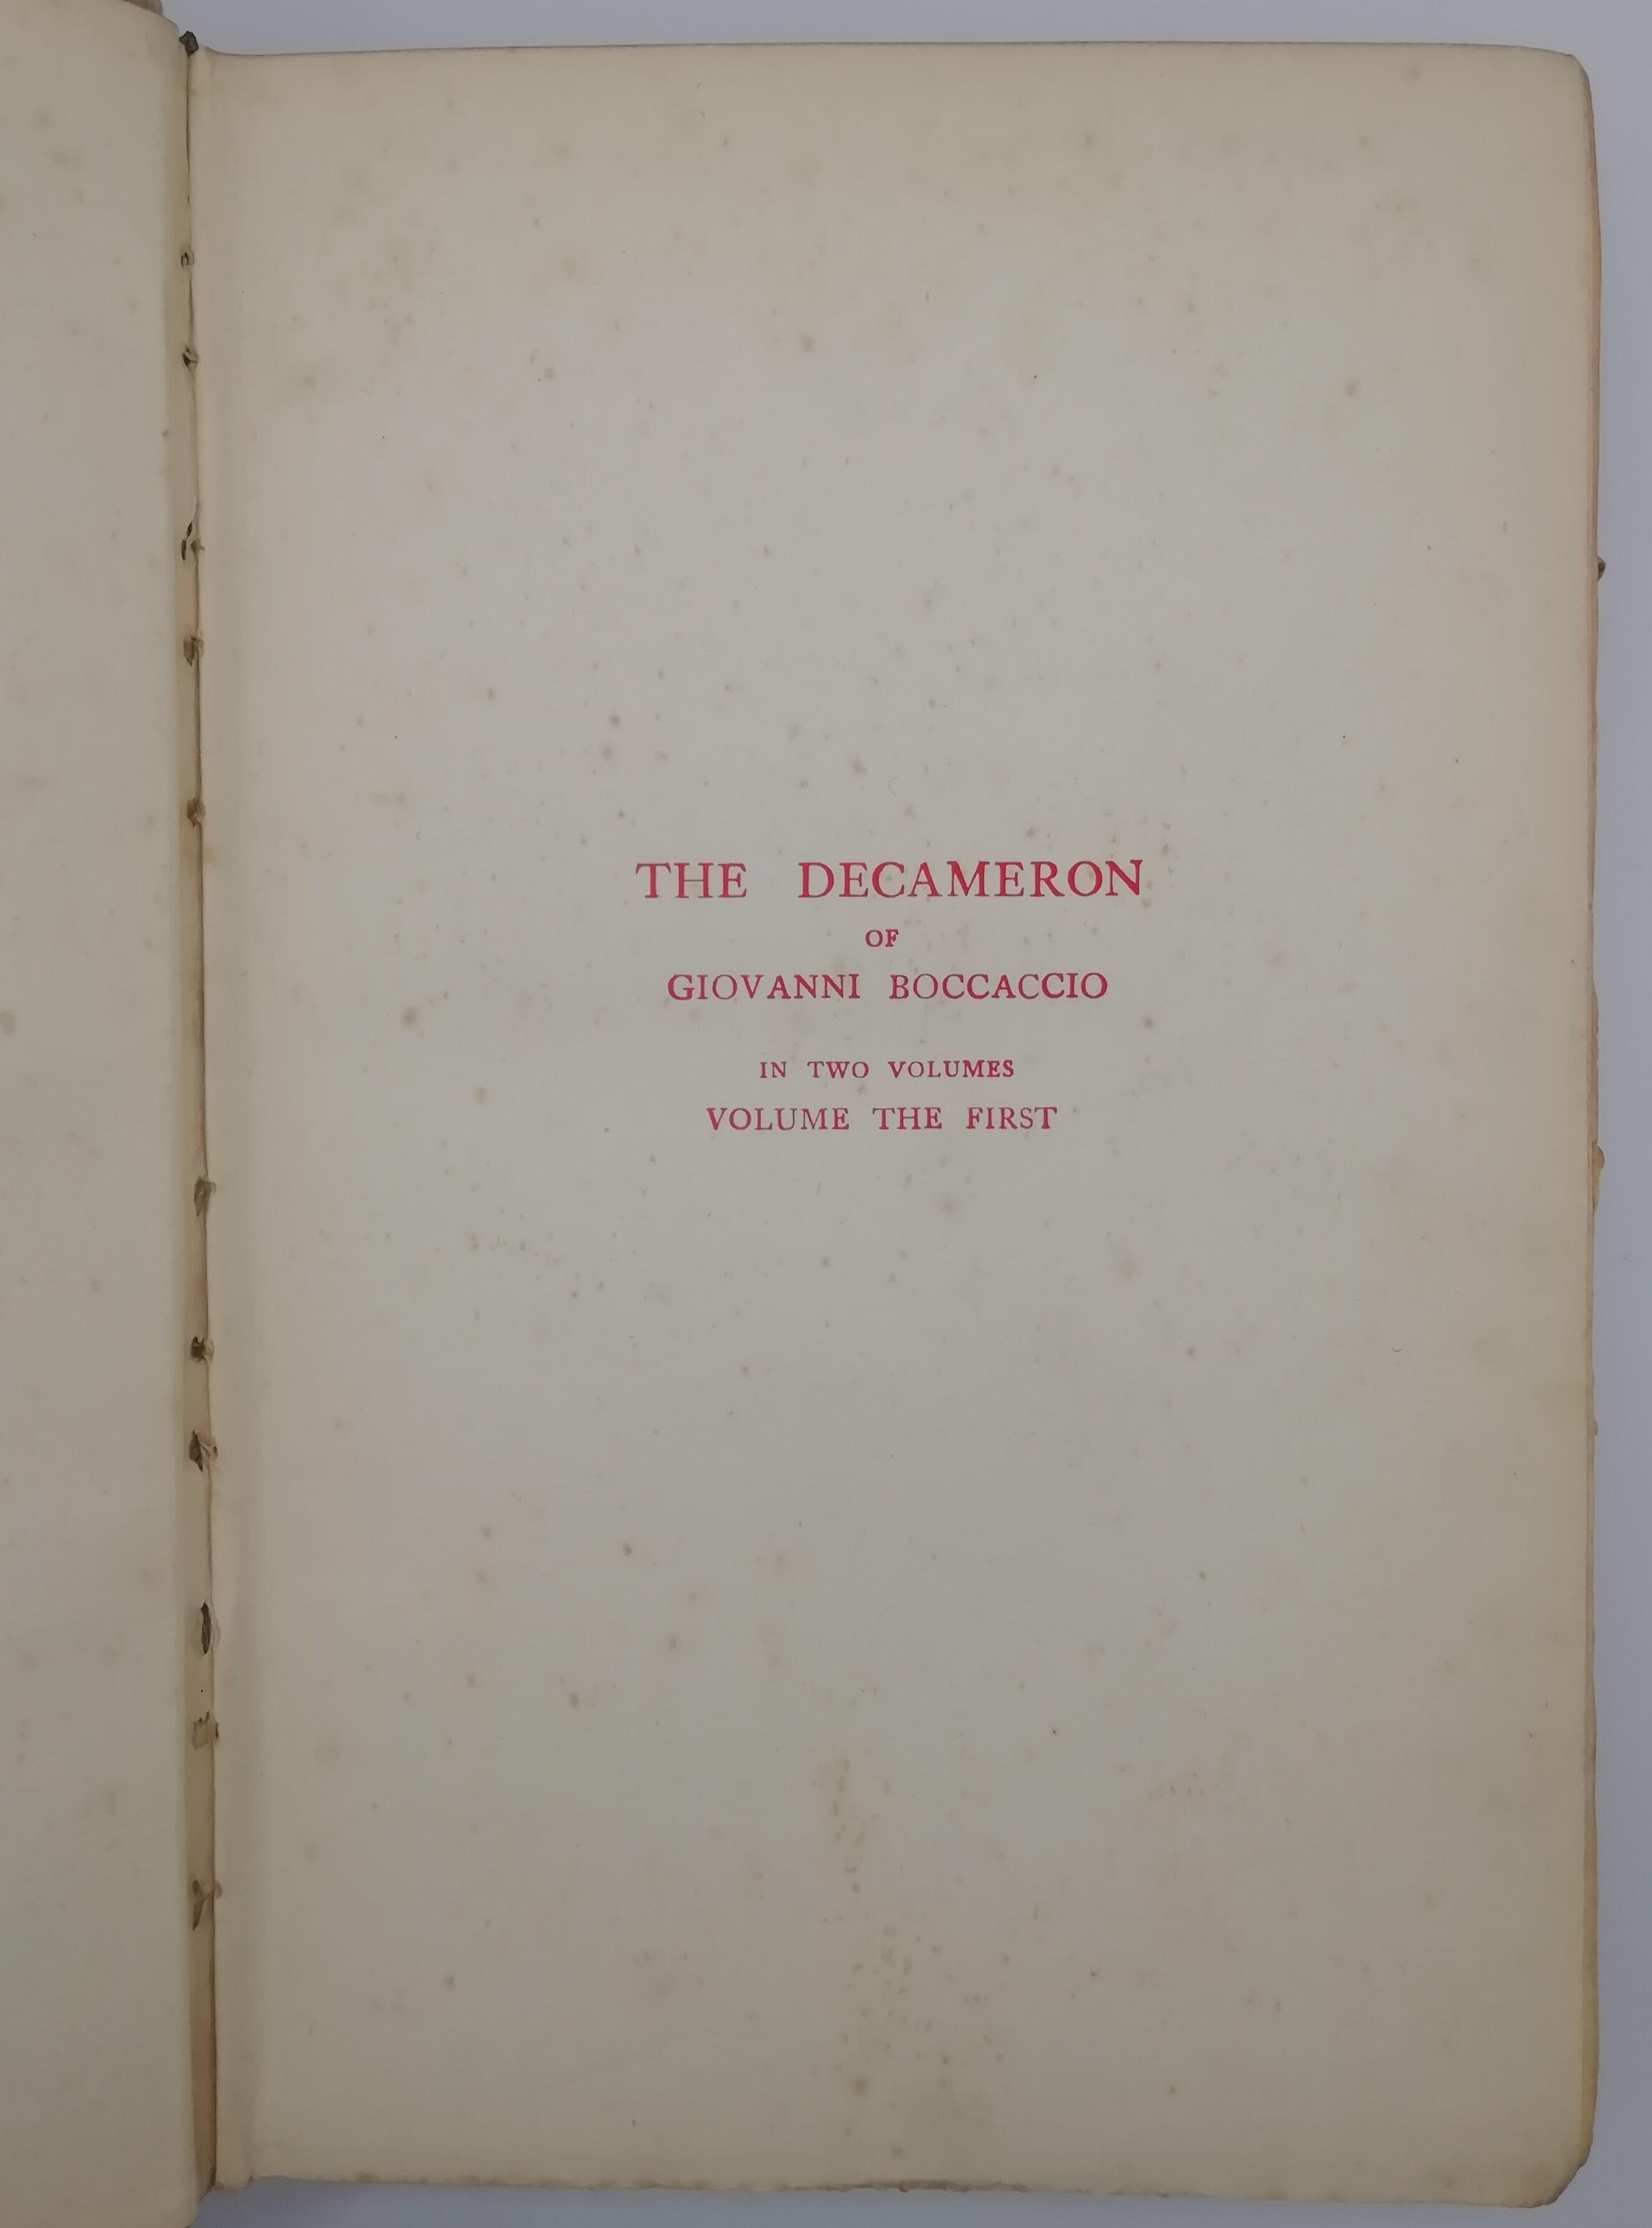 THE DECAMERON
OF
GIOVANNI BOCCACCIO
IN TWO VOLUMES
VOLUME THE FIRST